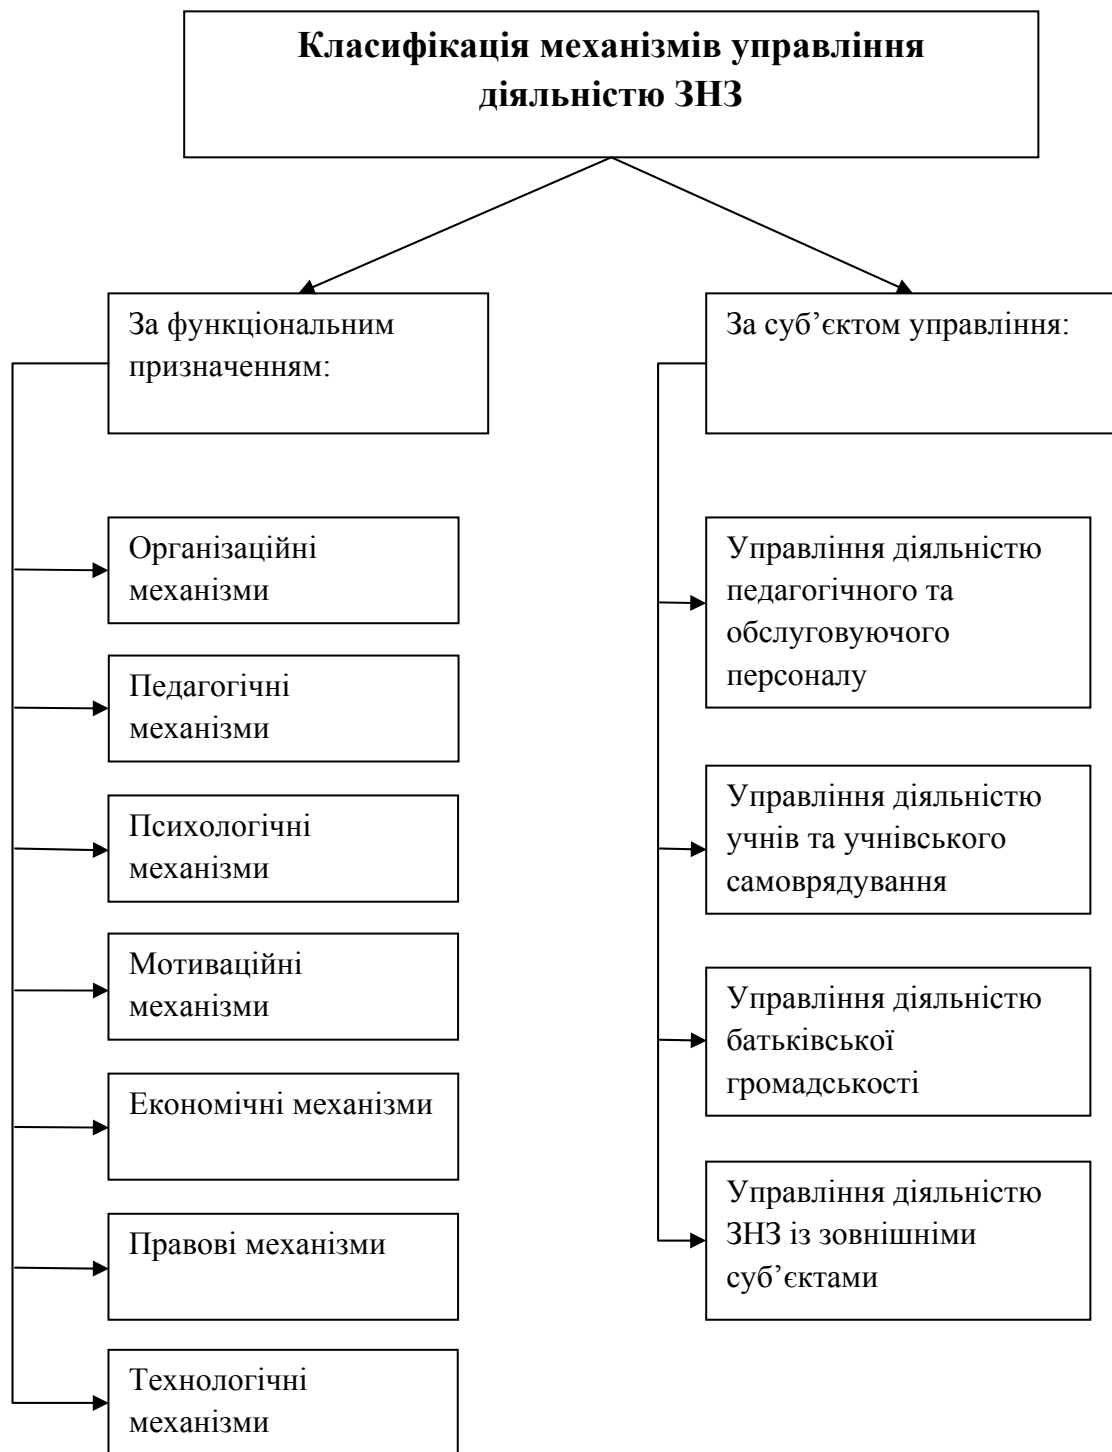 Класифікація механізмів управління
діяльністю ЗНЗ
За функціональним
призначенням:
Організаційні
механізми
Педагогічні
механізми
Психологічні
механізми
Мотиваційні
механізми
Економічні механізми
Правові механізми
Технологічні
механізми
За суб’єктом управління:
Управління діяльністю
педагогічного та
обслуговуючого
персоналу
Управління діяльністю
учнів та учнівського
самоврядування
Управління діяльністю
батьківської
громадськості
Управління діяльністю
ЗНЗ із зовнішніми
суб’єктами